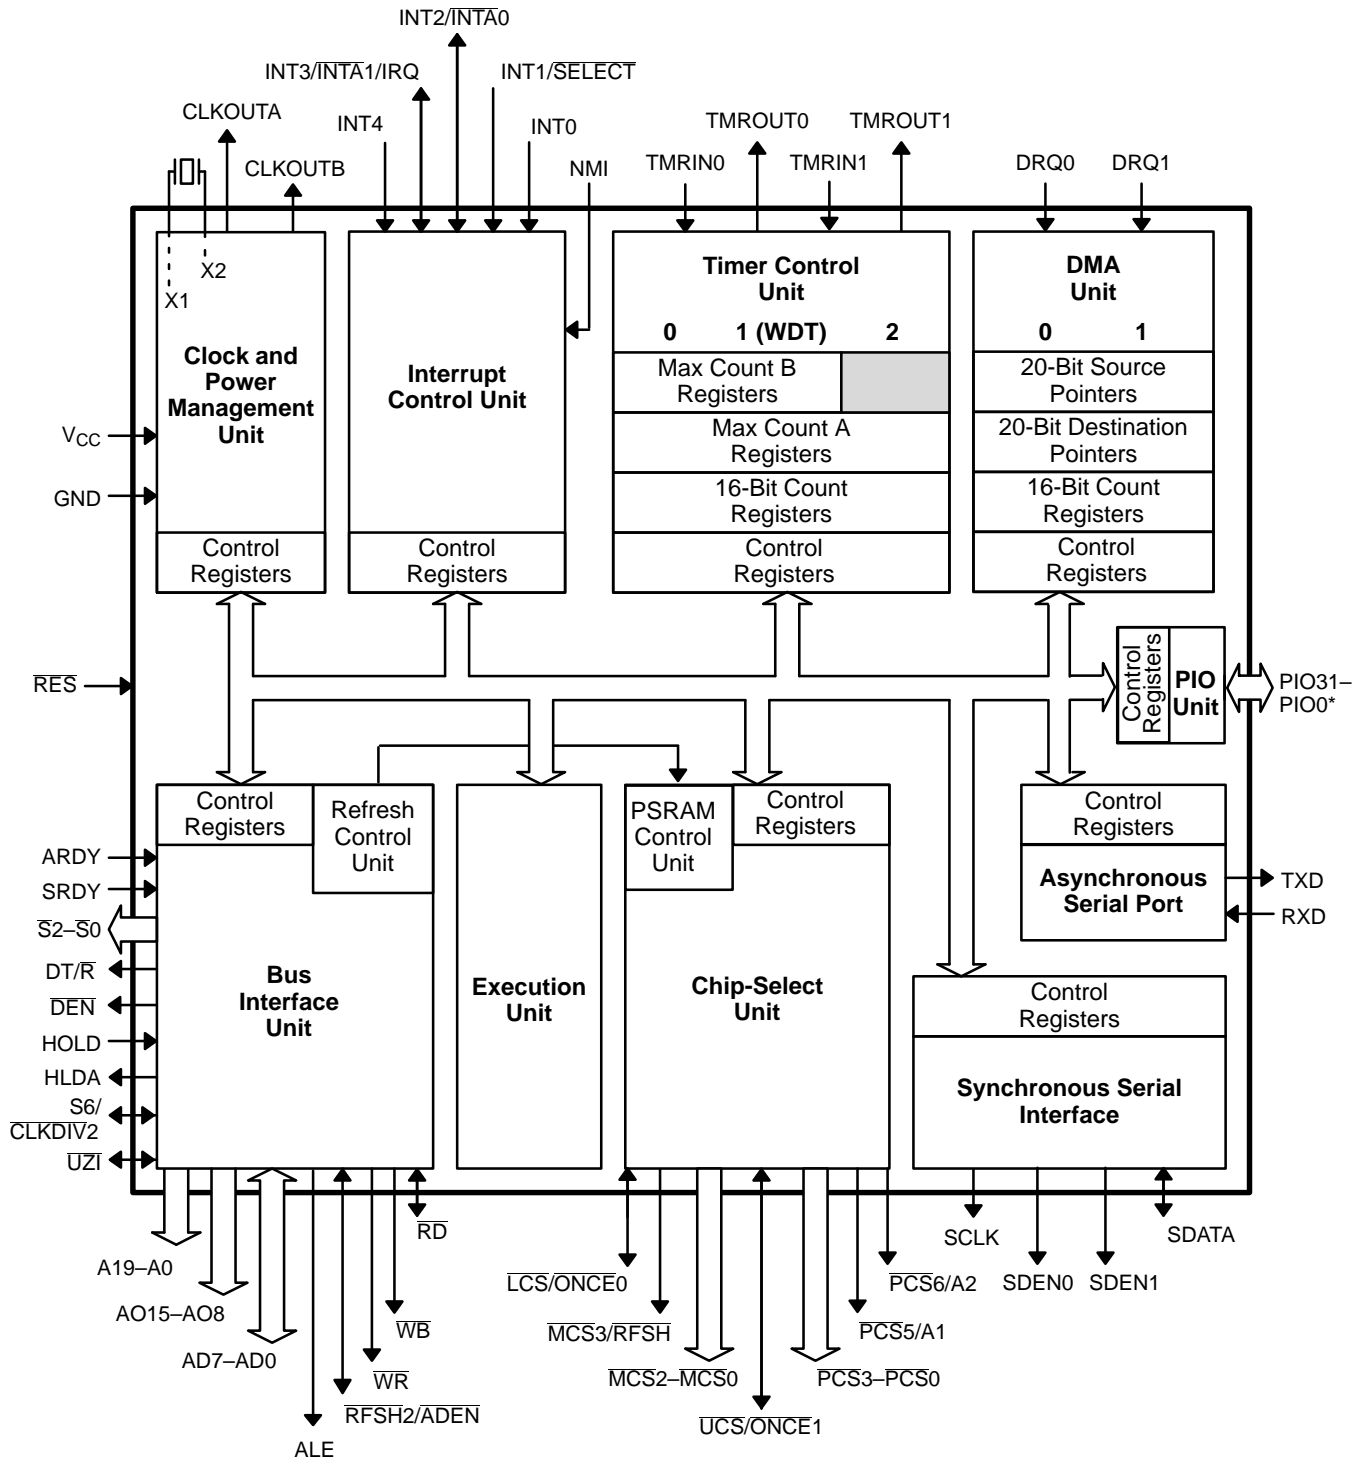 INT2/INTA0
INT3/INTA1/IRQ
INT1/SELECT
CLKOUTA
INT4
INT0
TMROUT0
TMROUT1
CLKOUTB
NMI
TMRIN0
TMRIN1
DRQ0
DRQ1
X2
X1
Clock and
Power
Management
Unit
Control
Registers
Interrupt
Control Unit
Control
Registers
Timer Control
Unit
0 1 (WDT) 2
Max Count B
Registers
Max Count A
Registers
16-Bit Count
Registers
Control
Registers
DMA
Unit
0 1
20-Bit Source
Pointers
20-Bit Destination
Pointers
16-Bit Count
Registers
Control
Registers
VCC
GND
RES
Control
Registers
PIO
Unit
PIO31–
PIO0*
Control
Registers
Refresh
Control
Unit
Bus
Interface
Unit
Execution
Unit
PSRAM
Control
Unit
Control
Registers
Chip-Select
Unit
Control
Registers
Asynchronous
Serial Port
TXD
RXD
Control
Registers
Synchronous Serial
Interface
ARDY
SRDY
S2–S0
DT/R
DEN
HOLD
HLDA
S6/
CLKDIV2
UZI
A19–A0
AO15–AO8
AD7–AD0
ALE
RFSH2/ADEN
WR
WB
RD
LCS/ONCE0
MCS3/RFSH
MCS2–MCS0
UCS/ONCE1
PCS3–PCS0
PCS5/A1
PCS6/A2
SCLK
SDEN0
SDEN1
SDATA